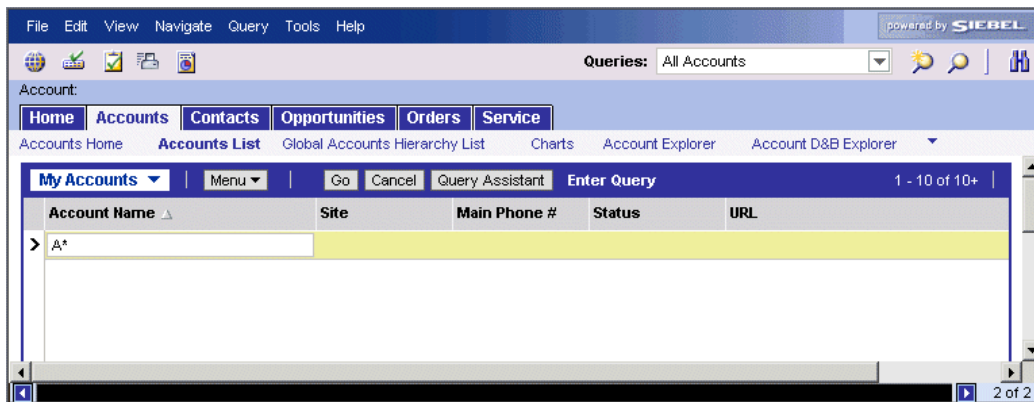 File Edit View Navigate Query Tools Help powered by SIEBEL
Queries: All Accounts
Account:
Home Accounts Contacts Opportunities Orders Service
Accounts Home Accounts List Global Accounts Hierarchy List Charts Account Explorer Account D&B Explorer
My Accounts Menu Go Cancel Query Assistant Enter Query 1 - 10 of 10+
Account Name Site Main Phone # Status URL
A*
2 of 2